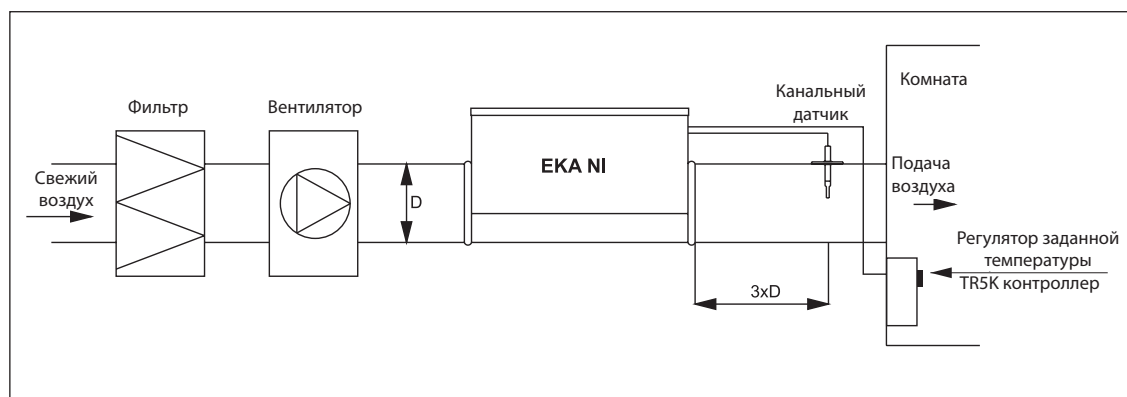 Фильтр
Вентилятор
Канальный
датчик
Комната
Свежий
воздух
D
EKA NI
Подача
воздуха
Регулятор заданной
температуры
TR5K контроллер
3xD